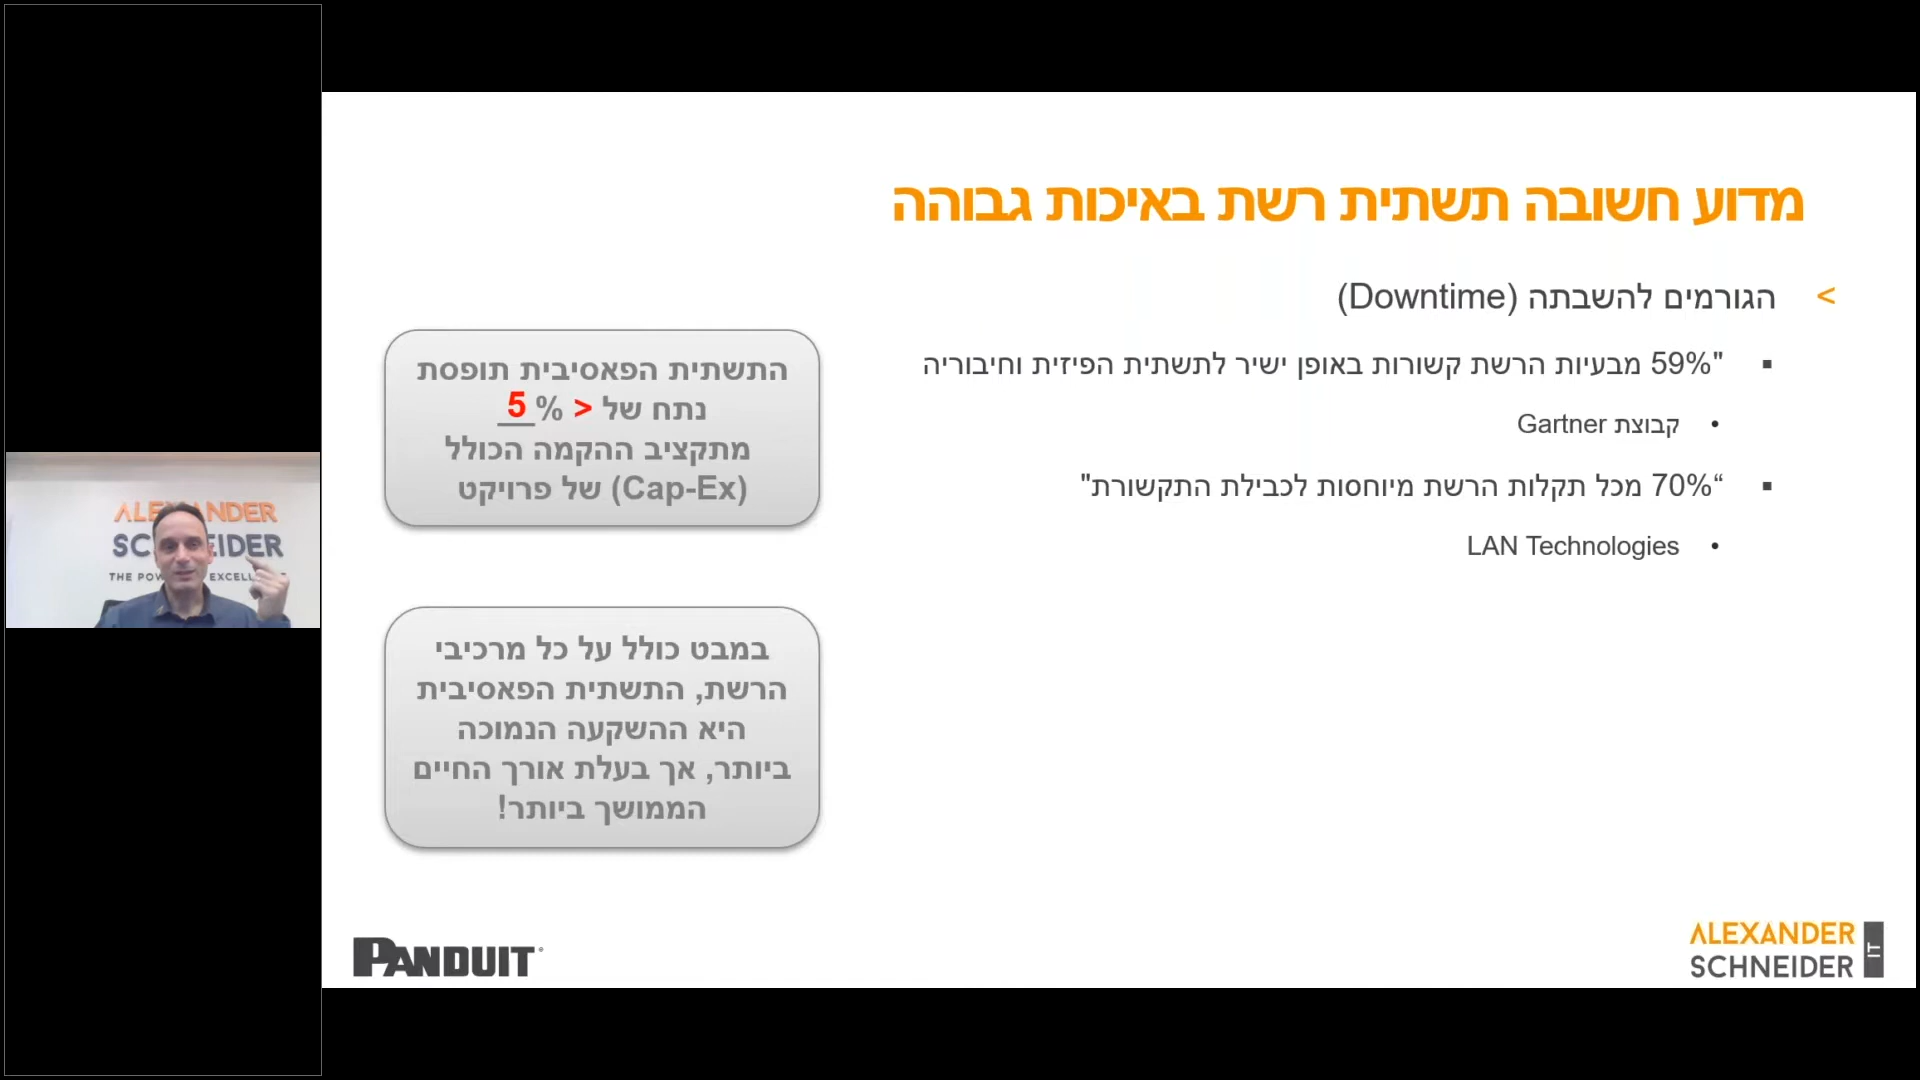 מדוע חשובה תשתית רשת באיכות גבוהה
> הגורמים להשבתה (Downtime)
▪ "59% מבעיות הרשת קשורות באופן ישיר לתשתית הפיזית וחיבוריה
• קבוצת Gartner
▪ “70% מכל תקלות הרשת מיוחסות לכבילת התקשורת"
• LAN Technologies
התשתית הפאסיבית תופסת
נתח של < % 5
מתקציב ההקמה הכולל
(Cap-Ex) של פרויקט
במבט כולל על כל מרכיבי
הרשת, התשתית הפאסיבית
היא ההשקעה הנמוכה
ביותר, אך בעלת אורך החיים
הממושך ביותר!
PANDUIT
ALEXANDER
SCHNEIDER
IT
ALEXANDER
SCHNEIDER
THE